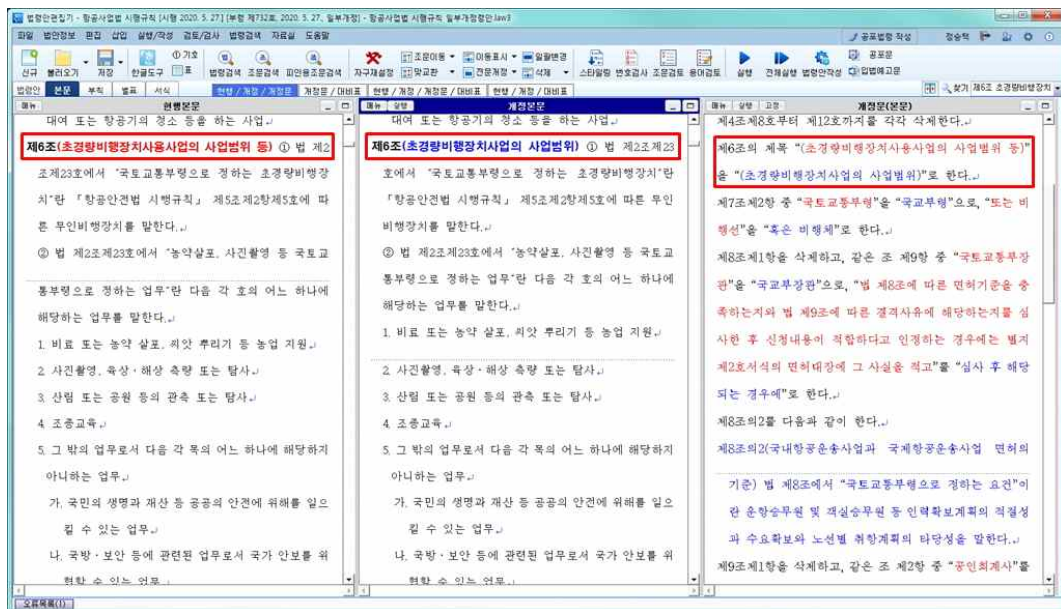 법령안편집기 - 항공사업법 시행규칙 [시행 2020. 5. 27.] [부령 제732호, 2020. 5. 27, 일부개정] - 항공사업법 시행규칙 일부개정령안.law3
파일 법안정보 편집 삽입 실행/작성 검토/검사 법령검색 자료실 도움말
공포법령 작성 정승택
신규 불러오기 저장 한글도구 ①기호 표 법령검색 조문검색 피인용조문검색 자구재설정 조문이동 이동표시 일괄변경 맞교환 전문개정 삭제 스타일링 번호검사 조문검토 용어검토 실행 전체실행 법령안작성 공포문 입법예고문
법령안 본문 부칙 별표 서식 현행 / 개정 / 개정문 개정문 / 대비표 현행 / 개정 / 개정문 / 대비표 현행 / 개정 / 대비표 찾기 제6조 초경량비행장치
메뉴 현행본문
대여 또는 항공기의 청소 등을 하는 사업
제6조(초경량비행장치사용사업의 사업범위 등) ① 법 제2
조제23호에서 "국토교통부령으로 정하는 초경량비행장
치"란 「항공안전법 시행규칙」 제5조제2항제5호에 따
른 무인비행장치를 말한다.
② 법 제2조제23호에서 "농약살포, 사진촬영 등 국토교
통부령으로 정하는 업무"란 다음 각 호의 어느 하나에
해당하는 업무를 말한다.
1. 비료 또는 농약 살포, 씨앗 뿌리기 등 농업 지원
2. 사진촬영, 육상ㆍ해상 측량 또는 탐사
3. 산림 또는 공원 등의 관측 또는 탐사
4. 조종교육
5. 그 밖의 업무로서 다음 각 목의 어느 하나에 해당하지
아니하는 업무
가. 국민의 생명과 재산 등 공공의 안전에 위해를 일으
킬 수 있는 업무
나. 국방ㆍ보안 등에 관련된 업무로서 국가 안보를 위
협할 수 있는 업무
메뉴 실행 개정본문
대여 또는 항공기의 청소 등을 하는 사업
제6조(초경량비행장치사업의 사업범위) ① 법 제2조제23
호에서 "국토교통부령으로 정하는 초경량비행장치"란
「항공안전법 시행규칙」 제5조제2항제5호에 따른 무인
비행장치를 말한다.
② 법 제2조제23호에서 "농약살포, 사진촬영 등 국토교
통부령으로 정하는 업무"란 다음 각 호의 어느 하나에
해당하는 업무를 말한다.
1. 비료 또는 농약 살포, 씨앗 뿌리기 등 농업 지원
2. 사진촬영, 육상ㆍ해상 측량 또는 탐사
3. 산림 또는 공원 등의 관측 또는 탐사
4. 조종교육
5. 그 밖의 업무로서 다음 각 목의 어느 하나에 해당하지
아니하는 업무
가. 국민의 생명과 재산 등 공공의 안전에 위해를 일으
킬 수 있는 업무
나. 국방ㆍ보안 등에 관련된 업무로서 국가 안보를 위
협할 수 있는 업무
메뉴 실행 고정 개정문(본문)
제4조제8호부터 제12호까지를 각각 삭제한다.
제6조의 제목 "(초경량비행장치사용사업의 사업범위 등)"
을 "(초경량비행장치사업의 사업범위)"로 한다.
제7조제2항 중 "국토교통부령"을 "국교부령"으로, "또는 비
행선"을 "혹은 비행체"로 한다.
제8조제1항을 삭제하고, 같은 조 제9항 중 "국토교통부장
관"을 "국교부장관"으로, "법 제8조에 따른 면허기준을 충
족하는지와 법 제9조에 따른 결격사유에 해당하는지를 심
사한 후 신청내용이 적합하다고 인정하는 경우에는 별지
제2호서식의 면허대장에 그 사실을 적고"를 "심사 후 해당
되는 경우에"로 한다.
제8조의2를 다음과 같이 한다.
제8조의2(국내항공운송사업과 국제항공운송사업 면허의
기준) 법 제8조에서 "국토교통부령으로 정하는 요건"이
란 운항승무원 및 객실승무원 등 인력확보계획의 적절성
과 수요확보와 노선별 취항계획의 타당성을 말한다.
제9조제1항을 삭제하고, 같은 조 제2항 중 "공인회계사"를
오류목록(1)